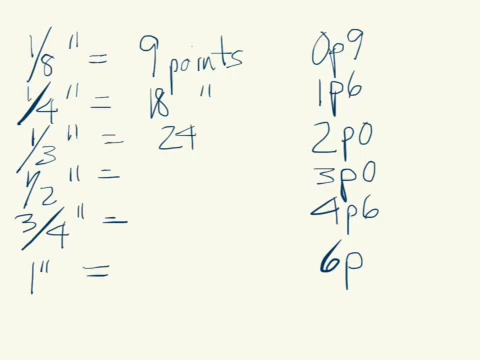 1/8 " = 9 points 0p9
1/4 " = 18 " 1p6
1/3 " = 24 2p0
1/2 " = 3p0
3/4 " = 4p6
1" = 6p